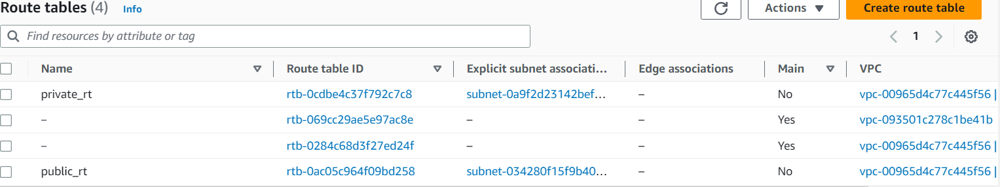 Route tables (4) Info Actions Create route table
Find resources by attribute or tag 1
Name Route table ID Explicit subnet associati... Edge associations Main VPC
private_rt rtb-0cdbe4c37f792c7c8 subnet-0a9f2d23142bef... – No vpc-00965d4c77c445f56 |
– rtb-069cc29ae5e97ac8e – – Yes vpc-093501c278c1be41b
– rtb-0284c68d3f27ed24f – – Yes vpc-00965d4c77c445f56 |
public_rt rtb-0ac05c964f09bd258 subnet-034280f15f9b40... – No vpc-00965d4c77c445f56 |